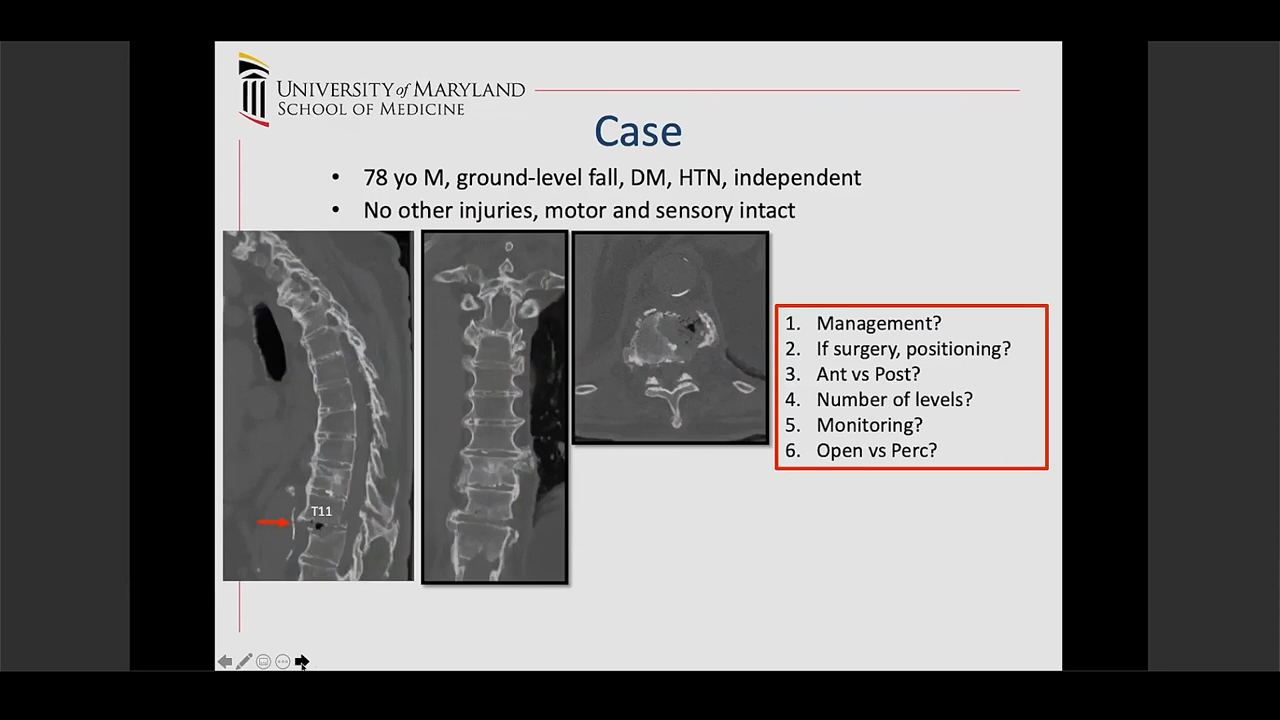 UNIVERSITY of MARYLAND
SCHOOL OF MEDICINE
Case
• 78 yo M, ground-level fall, DM, HTN, independent
• No other injuries, motor and sensory intact
T11
1. Management?
2. If surgery, positioning?
3. Ant vs Post?
4. Number of levels?
5. Monitoring?
6. Open vs Perc?